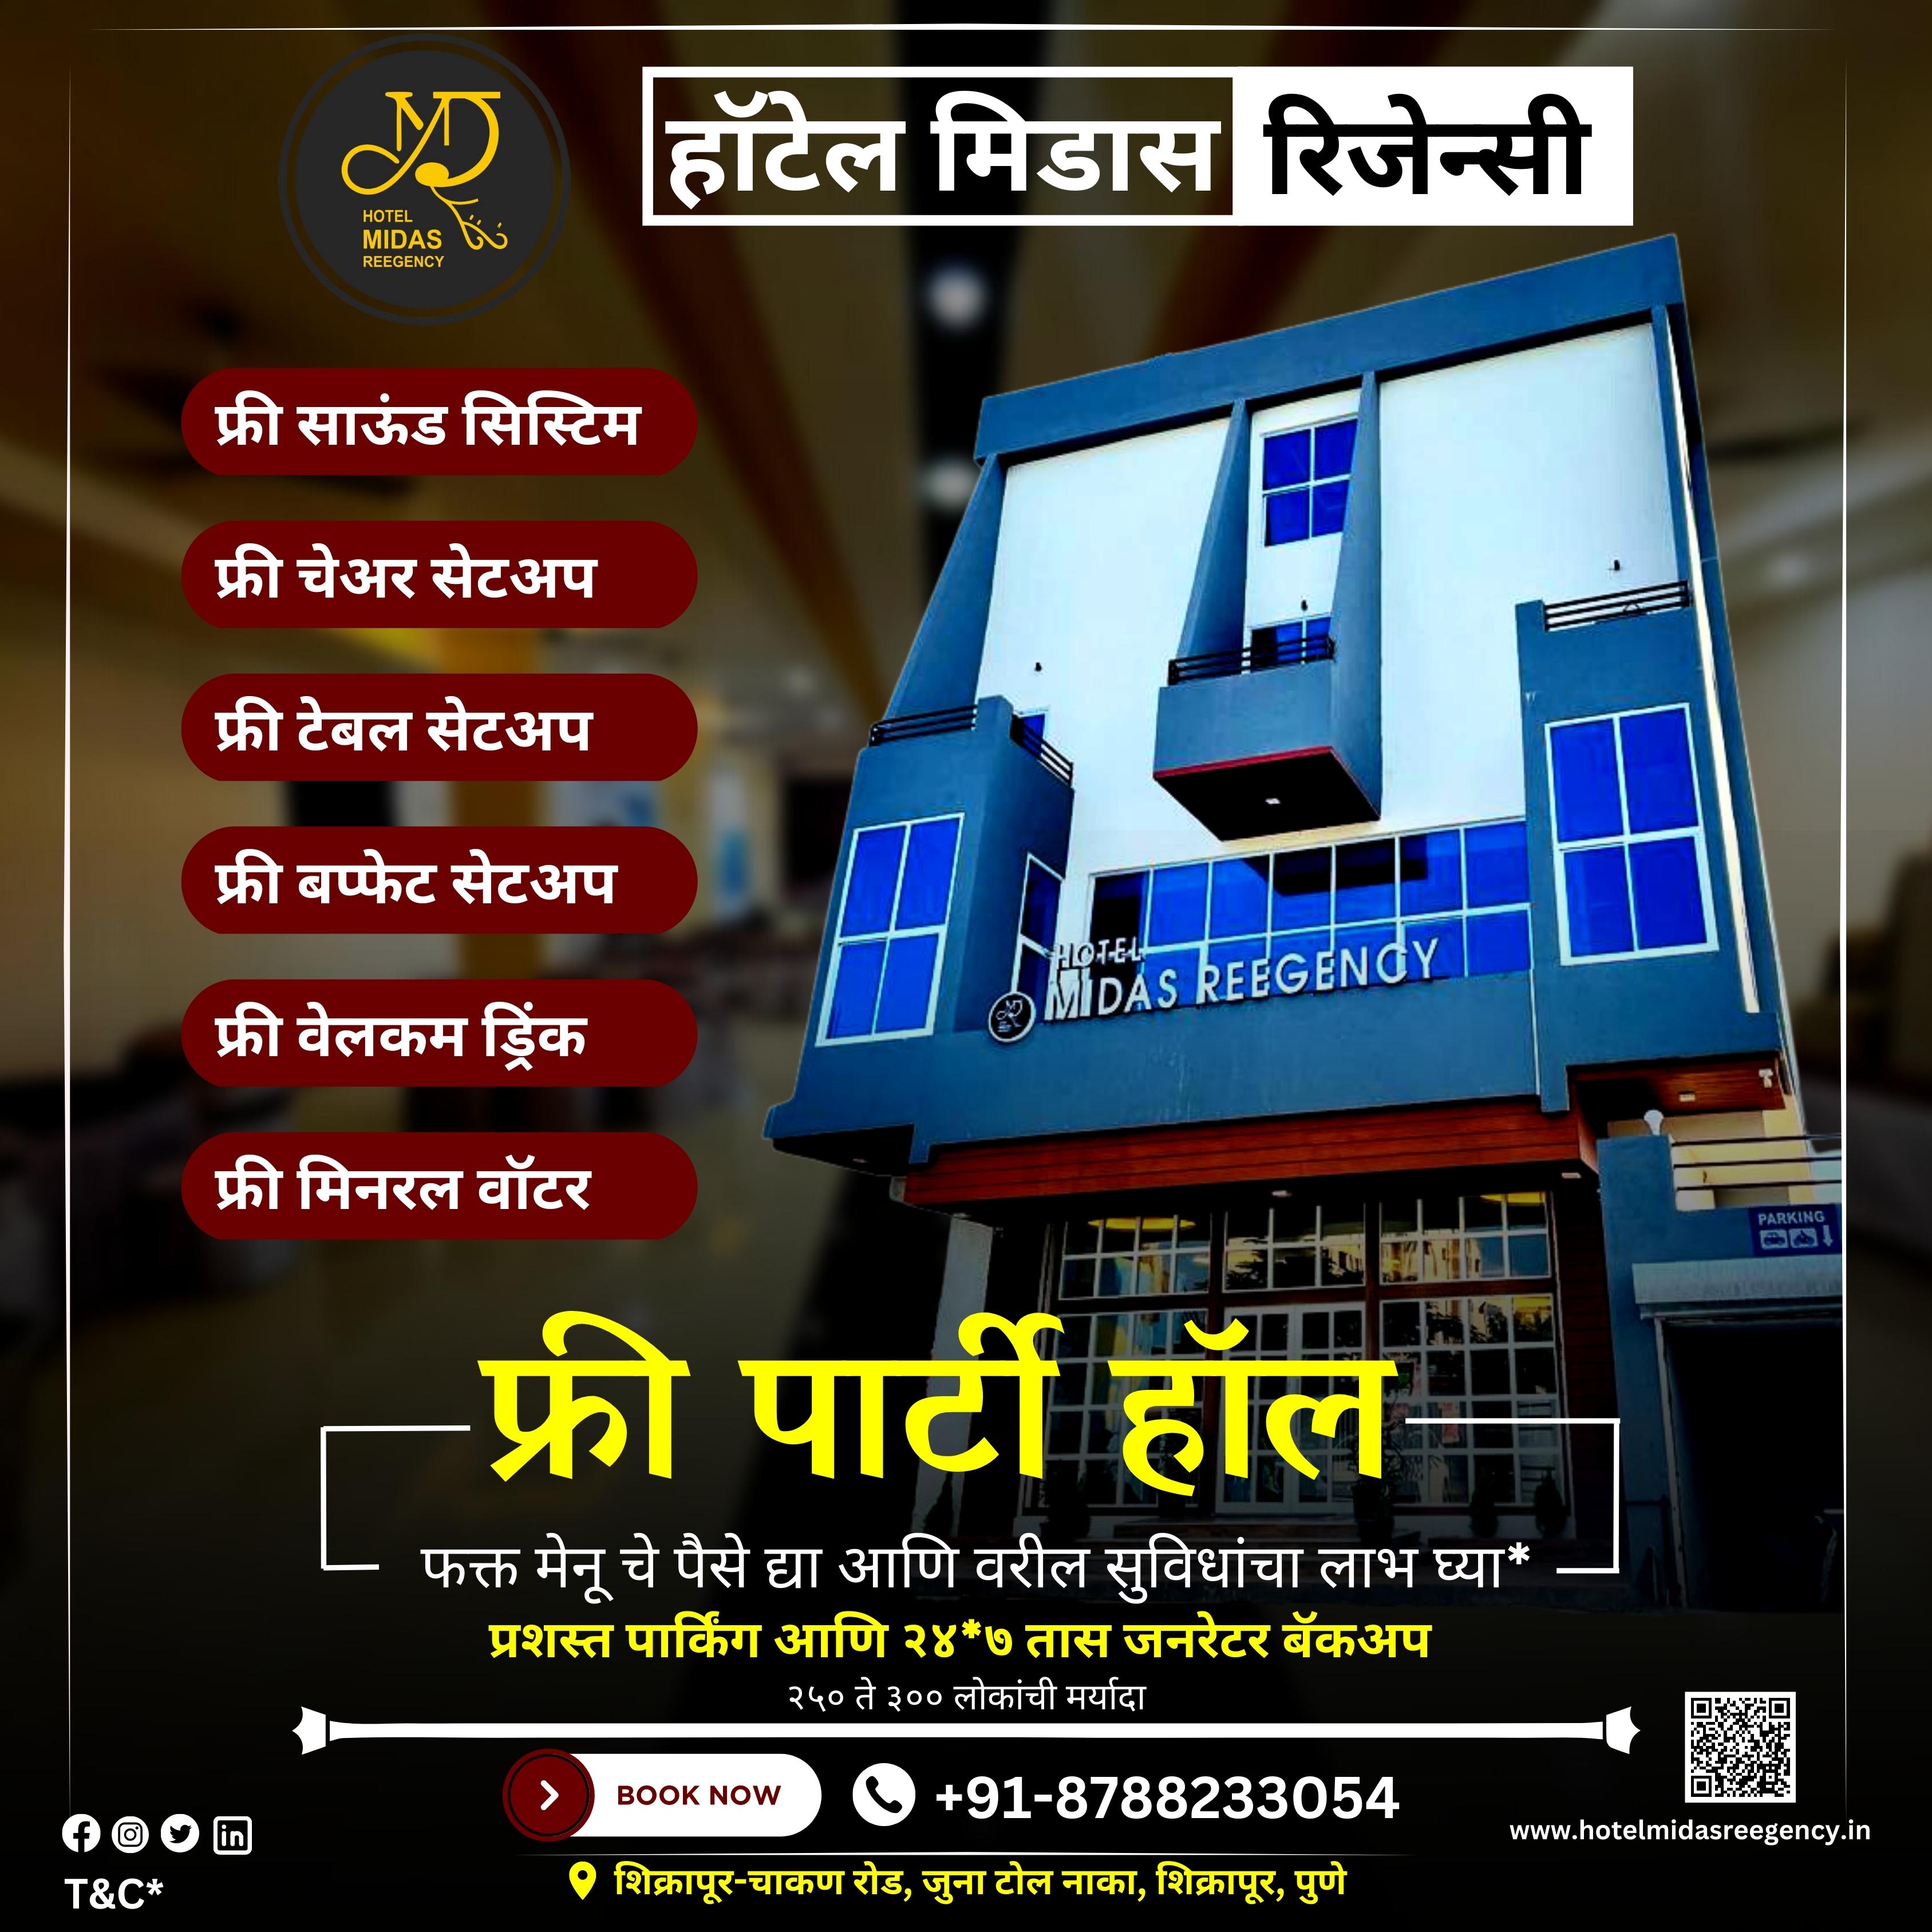 HOTEL
MIDAS
REEGENCY
हॉटेल मिडास रिजेन्सी
फ्री साऊंड सिस्टिम
फ्री चेअर सेटअप
फ्री टेबल सेटअप
फ्री बप्फेट सेटअप
फ्री वेलकम ड्रिंक
फ्री मिनरल वॉटर
HOTEL
MIDAS REEGENCY
PARKING
फ्री पार्टी हॉल
फक्त मेनू चे पैसे द्या आणि वरील सुविधांचा लाभ घ्या*
प्रशस्त पार्किंग आणि २४*७ तास जनरेटर बॅकअप
२५० ते ३०० लोकांची मर्यादा
BOOK NOW
+91-8788233054
www.hotelmidasreegency.in
T&C*
शिक्रापूर-चाकण रोड, जुना टोल नाका, शिक्रापूर, पुणे